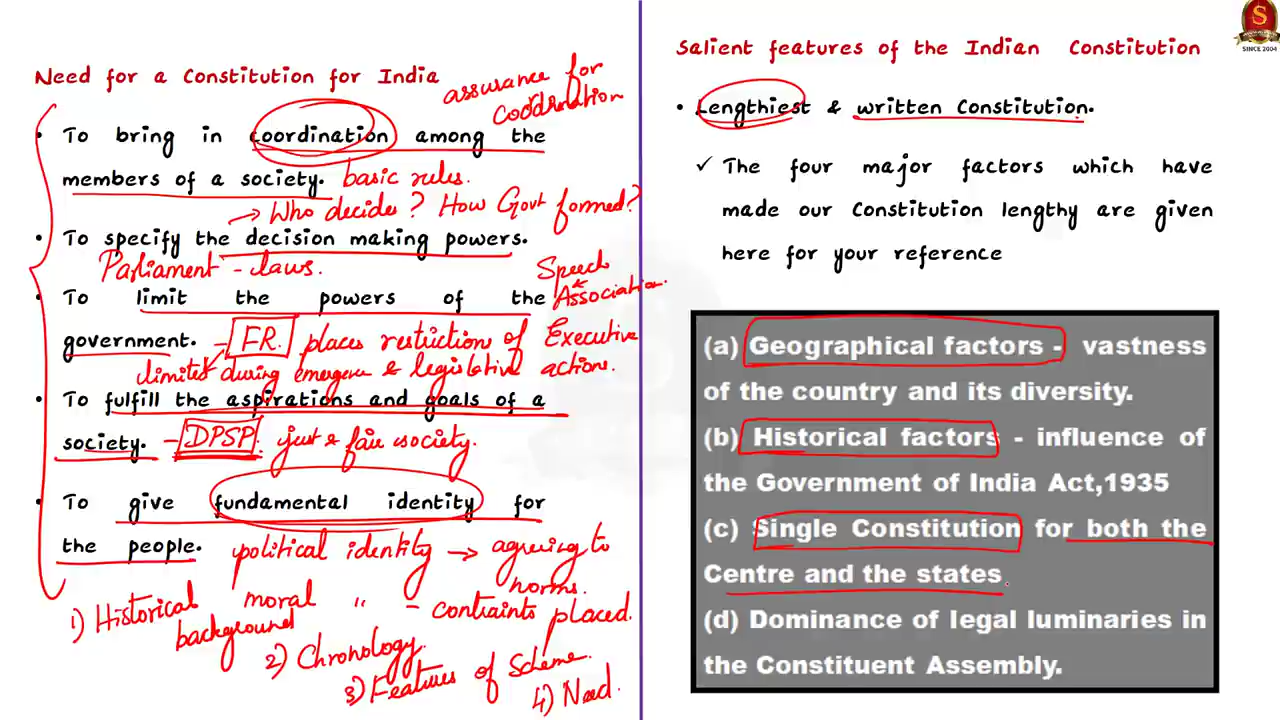 Need for a Constitution for India
assurance for
coordination
• To bring in coordination among the
members of a society. basic rules.
→ Who decides? How Govt formed?
• To specify the decision making powers.
Parliament - laws.
Speech
& Association.
• To limit the powers of the
government. - FR. places restriction of Executive
limited during emergence & legislative actions.
• To fulfill the aspirations and goals of a
society. - DPSP. just & fair society.
• To give fundamental identity for
the people. political identity → agreeing to
norms.
moral " - contraints placed.
1) Historical
background
2) Chronology.
3) Features of Scheme.
4) Need.
S
SINCE 2004
Salient features of the Indian Constitution
• Lengthiest & written Constitution.
✓ The four major factors which have
made our Constitution lengthy are given
here for your reference
(a) Geographical factors - vastness
of the country and its diversity.
(b) Historical factors - influence of
the Government of India Act,1935
(c) Single Constitution for both the
Centre and the states
(d) Dominance of legal luminaries in
the Constituent Assembly.